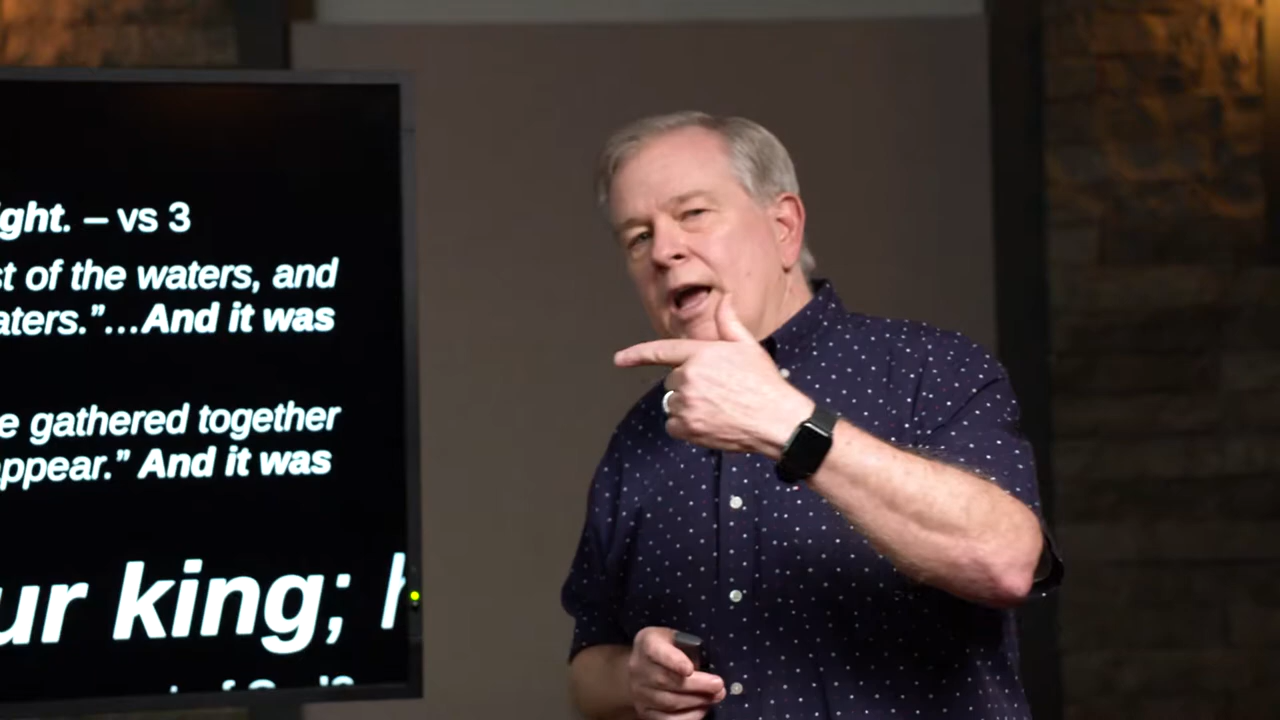 ight. – vs 3
st of the waters, and
aters.”…And it was
e gathered together
appear.” And it was
ur king; h